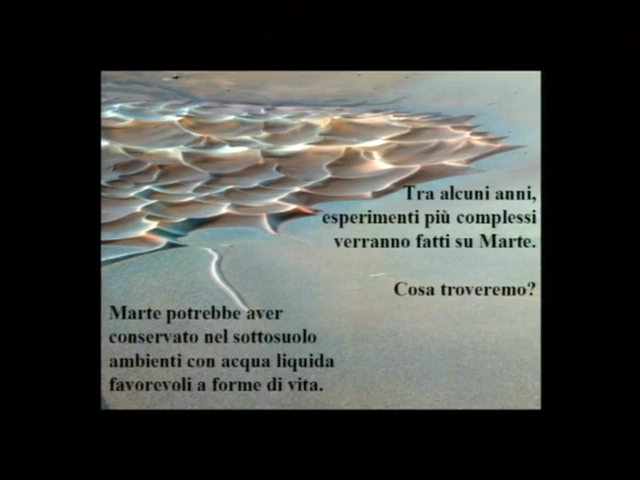 Tra alcuni anni,
esperimenti più complessi
verranno fatti su Marte.
Cosa troveremo?
Marte potrebbe aver
conservato nel sottosuolo
ambienti con acqua liquida
favorevoli a forme di vita.